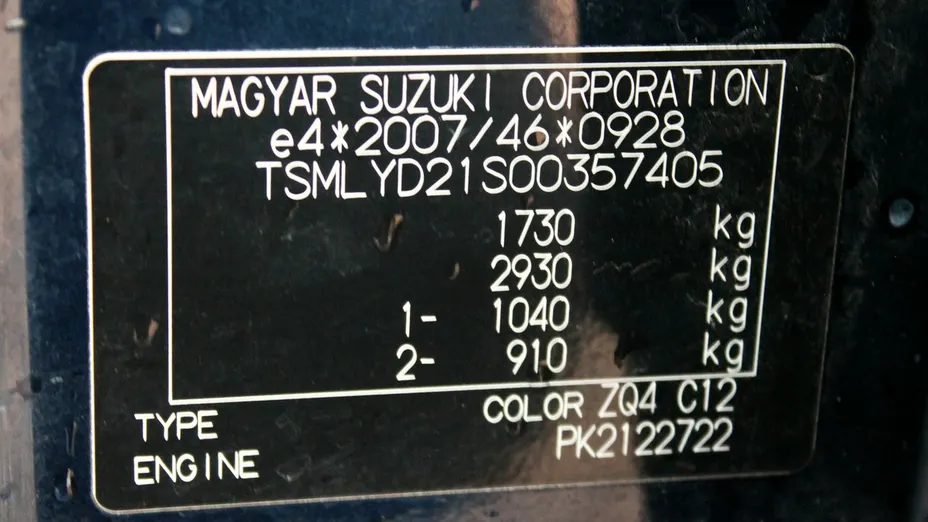 MAGYAR SUZUKI CORPORATION
e4*2007/46*0928
TSMLYD21S00357405
1730 kg
2930 kg
1- 1040 kg
2- 910 kg
COLOR ZQ4 C12
TYPE
PK2122722
ENGINE